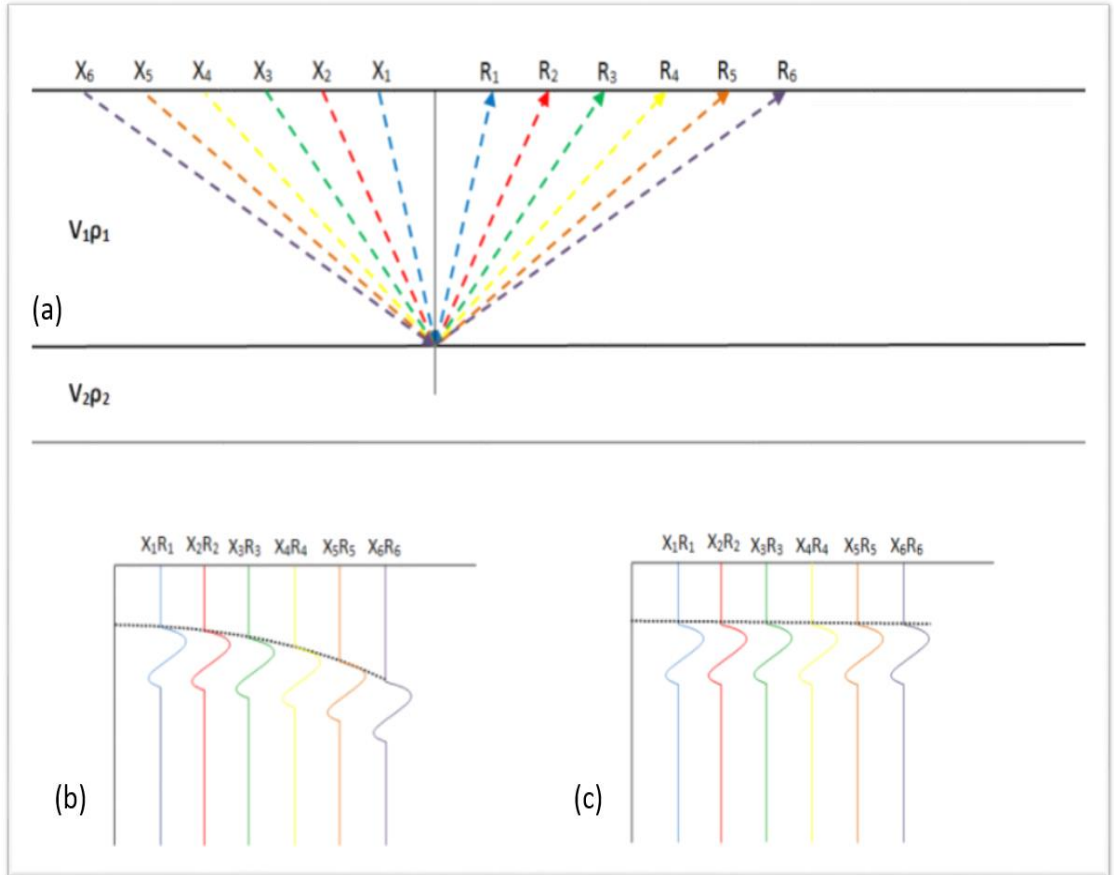 X₆ X₅ X₄ X₃ X₂ X₁ R₁ R₂ R₃ R₄ R₅ R₆
V₁ρ₁
(a)
V₂ρ₂
X₁R₁ X₂R₂ X₃R₃ X₄R₄ X₅R₅ X₆R₆
(b)
X₁R₁ X₂R₂ X₃R₃ X₄R₄ X₅R₅ X₆R₆
(c)